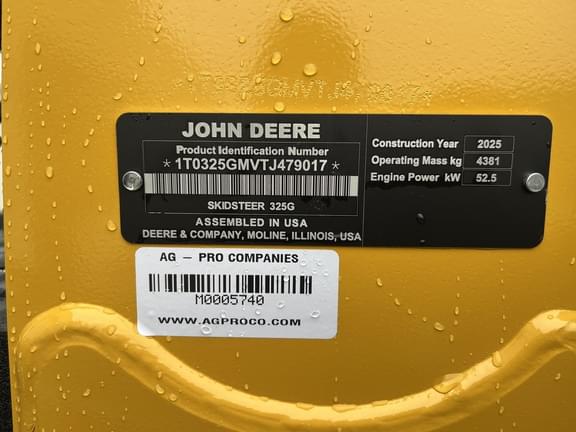 JOHN DEERE
Product Identification Number
*1T0325GMVTJ479017*
SKIDSTEER 325G
ASSEMBLED IN USA
DEERE & COMPANY, MOLINE, ILLINOIS, USA
Construction Year 2025
Operating Mass kg 4381
Engine Power kW 52.5
AG - PRO COMPANIES
M0005740
WWW.AGPROCO.COM